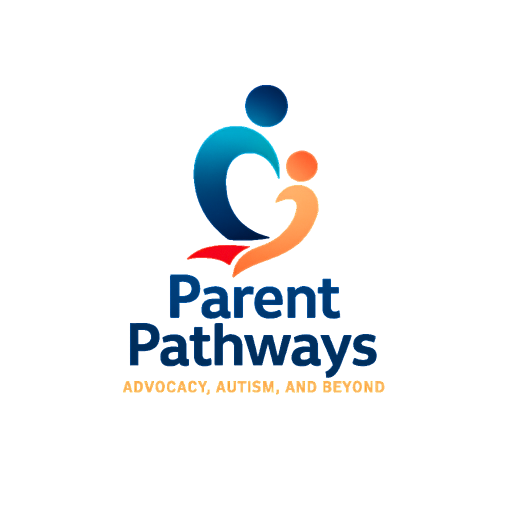 Parent
Pathways
ADVOCACY, AUTISM, AND BEYOND